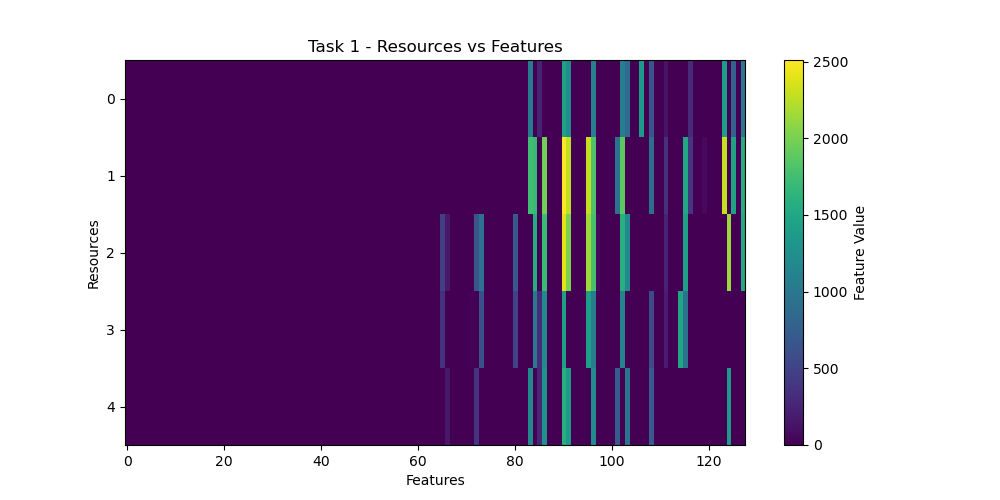 Task 1 - Resources vs Features
Resources
0
1
2
3
4
0 20 40 60 80 100 120
Features
2500
2000
1500
1000
500
0
Feature Value